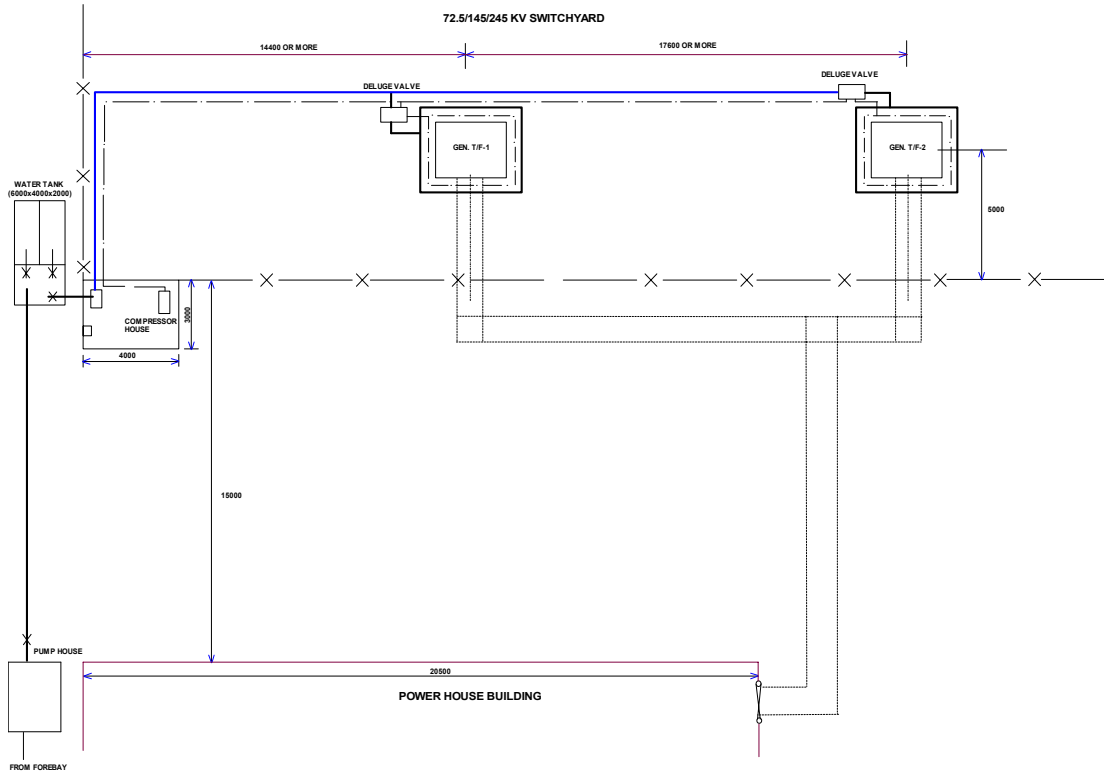 72.5/145/245 KV SWITCHYARD
14400 OR MORE
17600 OR MORE
DELUGE VALVE
DELUGE VALVE
GEN. T/F-1
GEN. T/F-2
WATER TANK
(6000x4000x2000)
5000
COMPRESSOR
HOUSE
3000
4000
15000
PUMP HOUSE
20500
POWER HOUSE BUILDING
FROM FOREBAY